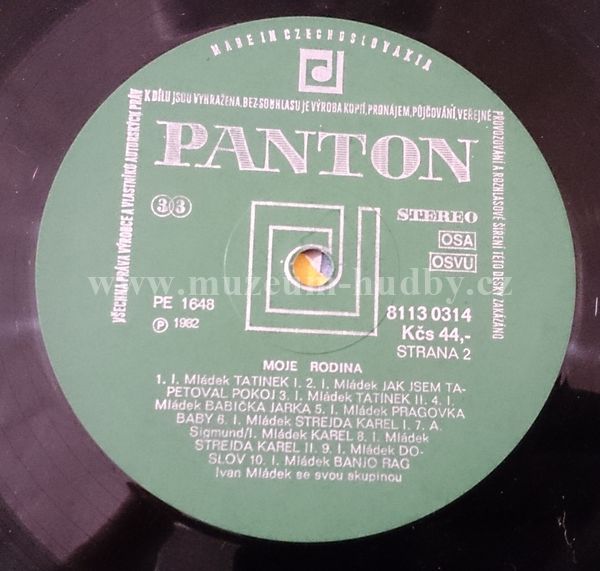 MADE IN CZECHOSLOVAKIA
VŠECHNA PRÁVA VÝROBCE A VLASTNÍKŮ AUTORSKÝCH PRÁV
K DÍLU JSOU VYHRAŽENA. BEZ SOUHLASU JE VÝROBA KOPIÍ, PRONÁJEM, PŮJČOVÁNÍ, VEŘEJNÉ
PROVOZOVÁNÍ A ROZHLASOVÉ ŠÍŘENÍ TÉTO DESKY ZAKÁZÁNO
PANTON
33
STEREO
OSA
OSVU
www.muzeum-hudby.cz
PE 1648
Ⓟ 1982
8113 0314
Kčs 44,-
STRANA 2
MOJE RODINA
1. I. Mládek TATÍNEK I. 2. I. Mládek JAK JSEM TA-
PETOVAL POKOJ 3. I. Mládek TATÍNEK II. 4. I.
Mládek BABIČKA JARKA 5. I. Mládek PRAGOVKA
BABY 6. I. Mládek STREJDA KAREL I. 7. A.
Sigmund/I. Mládek KAREL 8. I. Mládek
STREJDA KAREL II. 9. I. Mládek DO-
SLOV 10. I. Mládek BANJO RAG
Ivan Mládek se svou skupinou